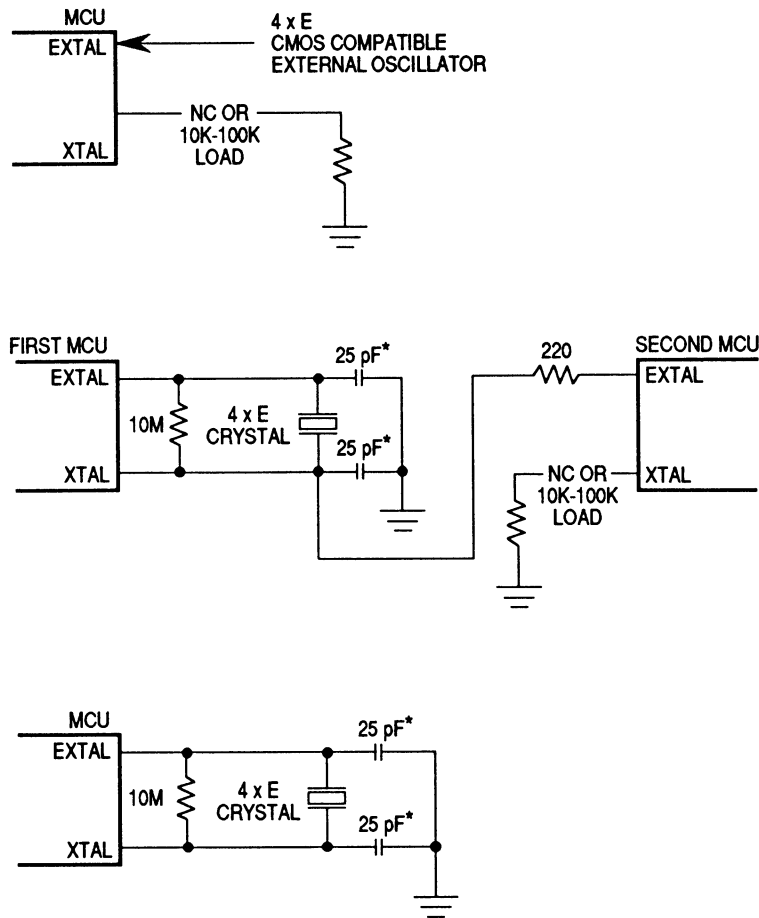 MCU
EXTAL
4 x E
CMOS COMPATIBLE
EXTERNAL OSCILLATOR
NC OR
10K-100K
LOAD
XTAL
FIRST MCU
EXTAL
25 pF*
10M
4 x E
CRYSTAL
25 pF*
XTAL
220
SECOND MCU
EXTAL
NC OR
10K-100K
LOAD
XTAL
MCU
EXTAL
25 pF*
10M
4 x E
CRYSTAL
25 pF*
XTAL